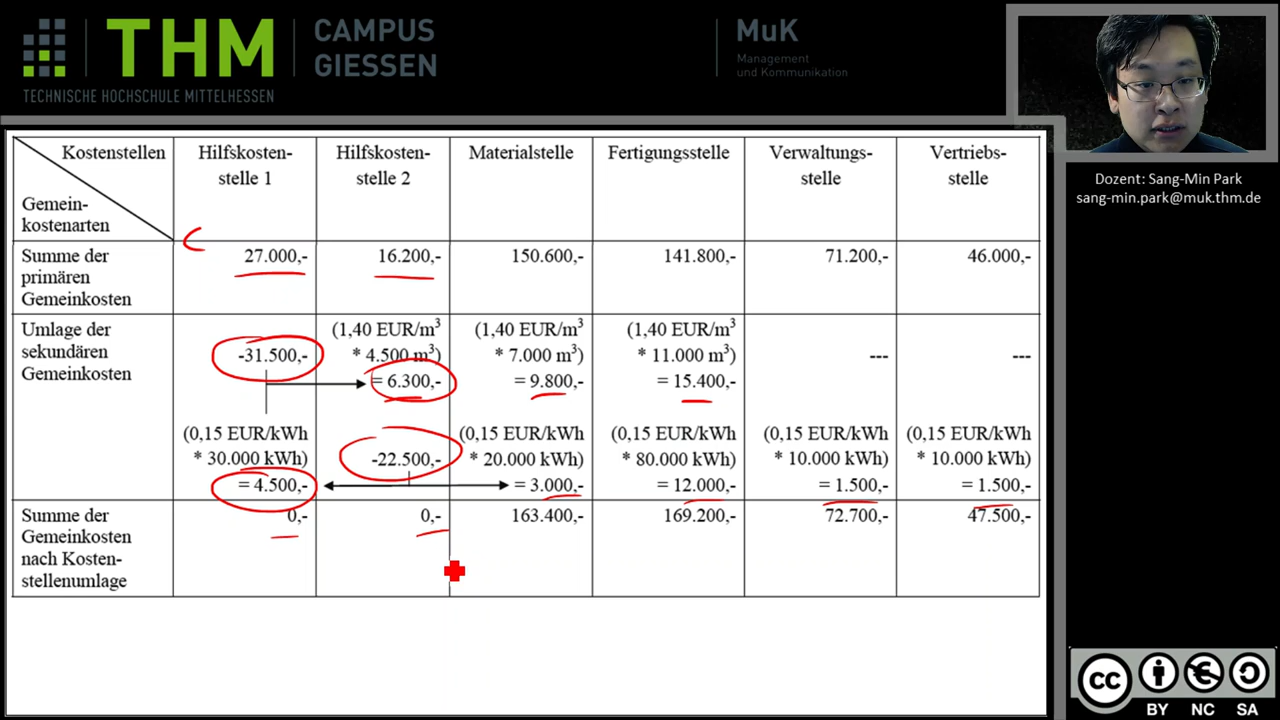 THM
CAMPUS
GIESSEN
TECHNISCHE HOCHSCHULE MITTELHESSEN
MuK
Management
und Kommunikation
Dozent: Sang-Min Park
sang-min.park@muk.thm.de
Kostenstellen
Gemein-
kostenarten
Hilfskosten-
stelle 1
Hilfskosten-
stelle 2
Materialstelle
Fertigungsstelle
Verwaltungs-
stelle
Vertriebs-
stelle
Summe der
primären
Gemeinkosten
27.000,-
16.200,-
150.600,-
141.800,-
71.200,-
46.000,-
Umlage der
sekundären
Gemeinkosten
-31.500,-
(1,40 EUR/m³
* 4.500 m³)
= 6.300,-
(1,40 EUR/m³
* 7.000 m³)
= 9.800,-
(1,40 EUR/m³
* 11.000 m³)
= 15.400,-
---
---
(0,15 EUR/kWh
* 30.000 kWh)
= 4.500,-
-22.500,-
(0,15 EUR/kWh
* 20.000 kWh)
= 3.000,-
(0,15 EUR/kWh
* 80.000 kWh)
= 12.000,-
(0,15 EUR/kWh
* 10.000 kWh)
= 1.500,-
(0,15 EUR/kWh
* 10.000 kWh)
= 1.500,-
Summe der
Gemeinkosten
nach Kosten-
stellenumlage
0,-
0,-
163.400,-
169.200,-
72.700,-
47.500,-
cc
BY NC SA